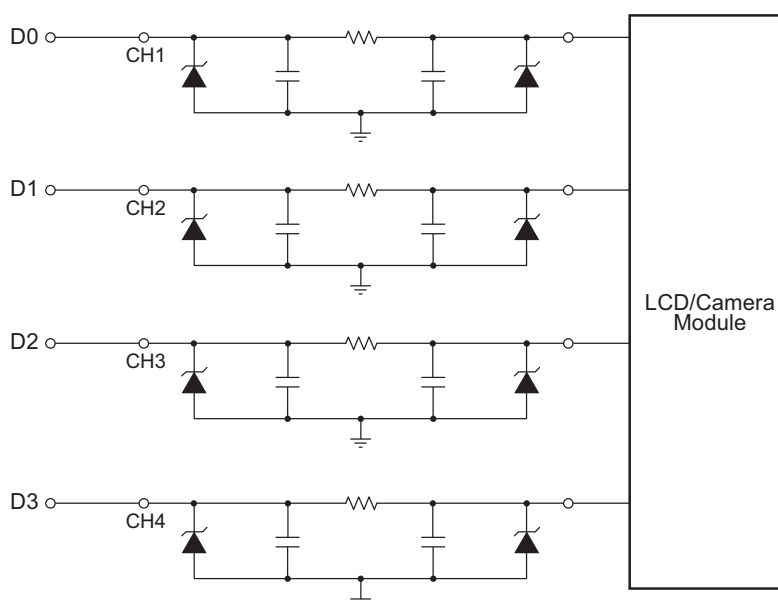 D0
CH1
D1
CH2
LCD/Camera
Module
D2
CH3
D3
CH4